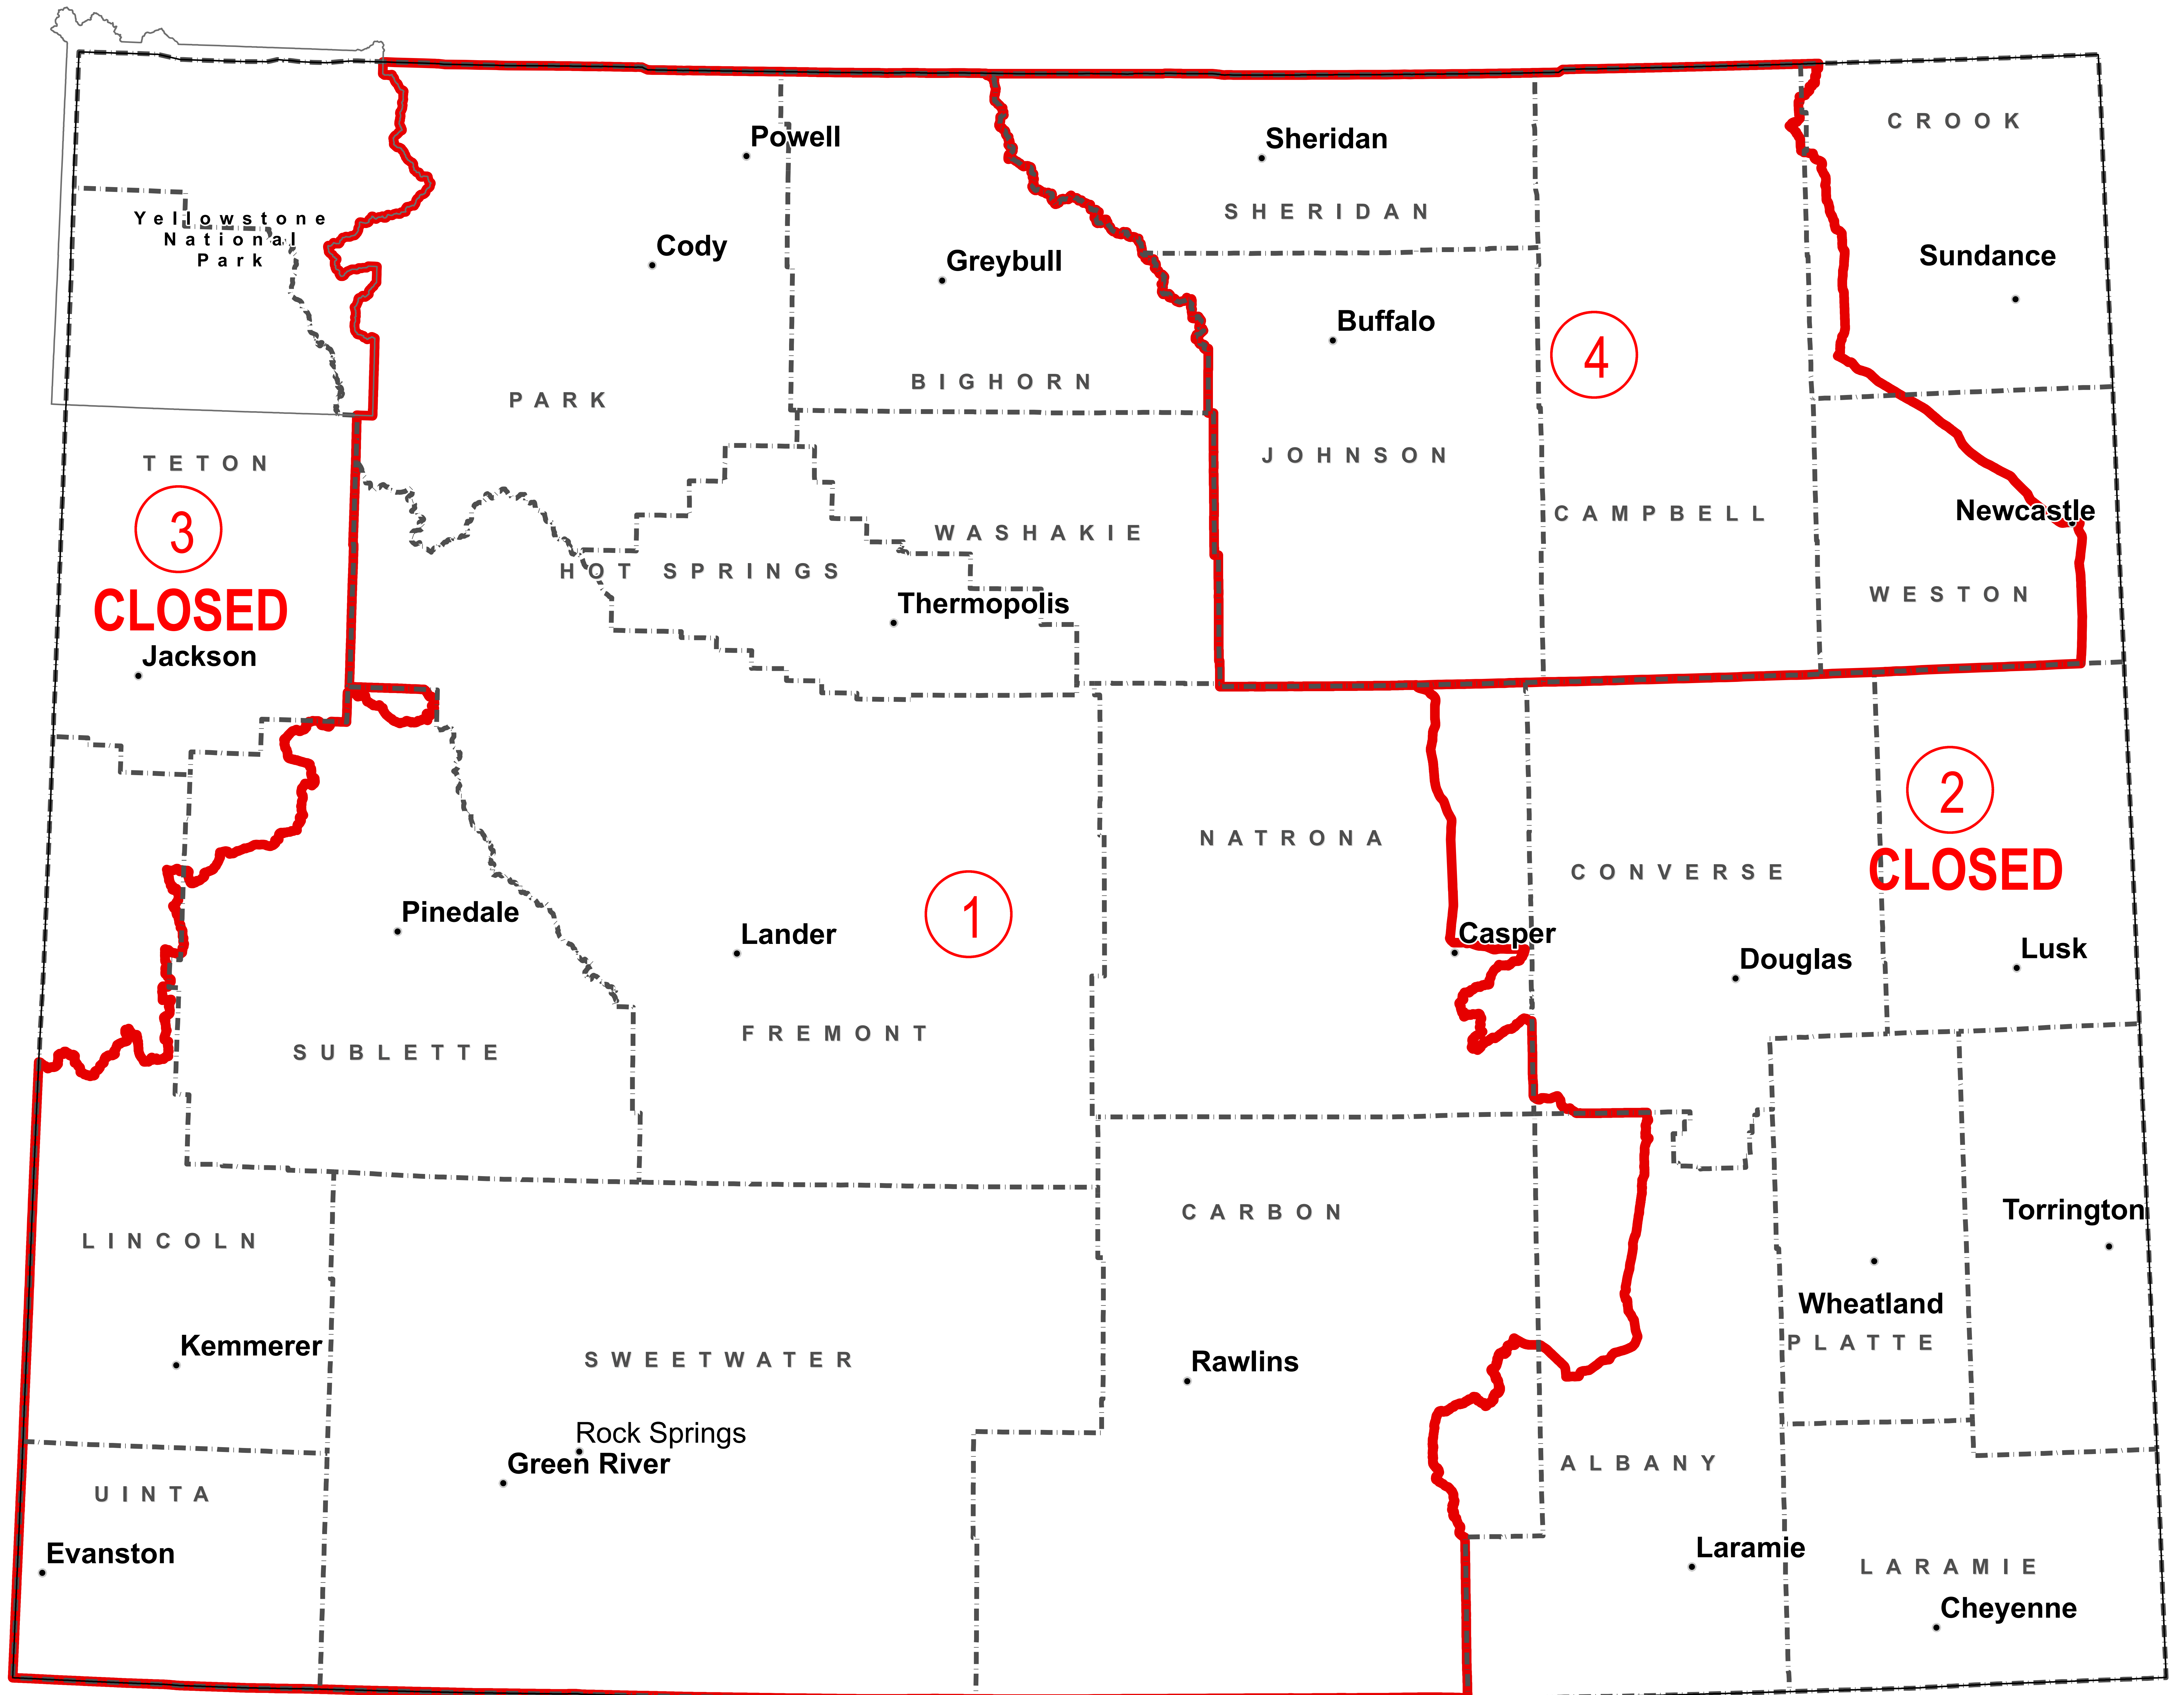 CROOK
Powell
Sheridan
SHERIDAN
Yellowstone
National
Park
Cody
Greybull
Sundance
Buffalo
4
BIGHORN
PARK
TETON
JOHNSON
3
CAMPBELL
Newcastle
WASHAKIE
HOT SPRINGS
CLOSED
Thermopolis
WESTON
Jackson
2
NATRONA
CONVERSE
CLOSED
Pinedale
1
Lander
Casper
Douglas
Lusk
FREMONT
SUBLETTE
CARBON
Torrington
LINCOLN
Wheatland
PLATTE
Kemmerer
SWEETWATER
Rawlins
Rock Springs
Green River
ALBANY
UINTA
Evanston
Laramie
LARAMIE
Cheyenne